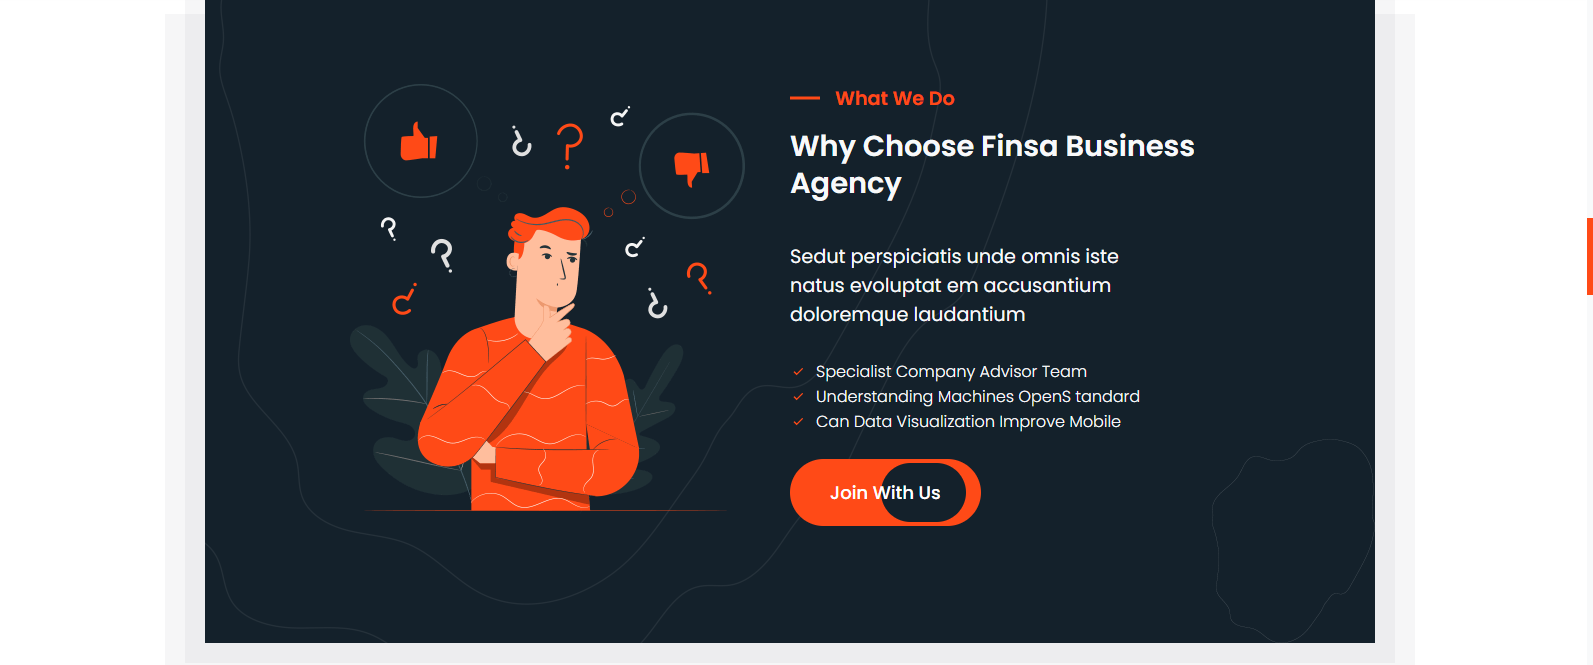 What We Do
Why Choose Finsa Business
Agency
Sedut perspiciatis unde omnis iste
natus evoluptat em accusantium
doloremque laudantium
Specialist Company Advisor Team
Understanding Machines OpenS tandard
Can Data Visualization Improve Mobile
Join With Us